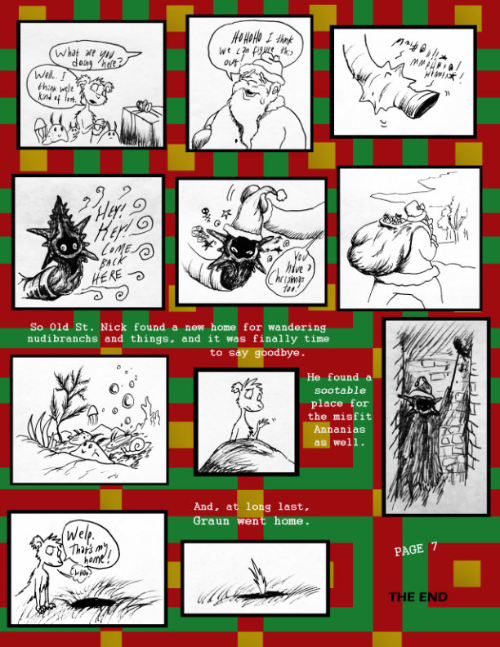 What are you
doing here?
Well.. I
think we're
kind of lost.
HOHOHO I think
we can figure this
out.
HEY!
HEY!
COME
BACK
HERE
You
have a
Christmas
too!
So Old St. Nick found a new home for wandering
nudibranchs and things, and it was finally time
to say goodbye.
He found a
sootable
place for
the misfit
Annanias
as well.
And, at long last,
Graun went home.
Welp.
That's my
home!
PAGE 7
THE END